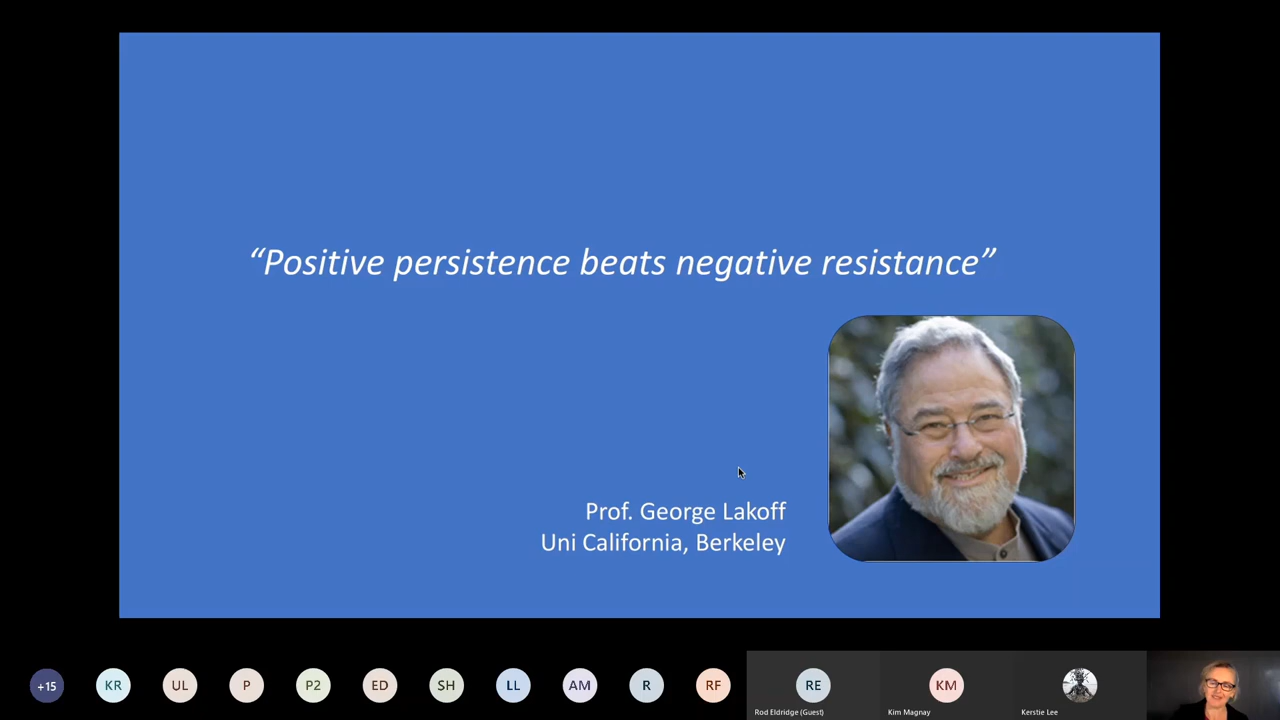 “Positive persistence beats negative resistance”
Prof. George Lakoff
Uni California, Berkeley
+15
KR
UL
P
P2
ED
SH
LL
AM
R
RF
RE
KM
Rod Eldridge (Guest)
Kim Magnay
Kerstie Lee